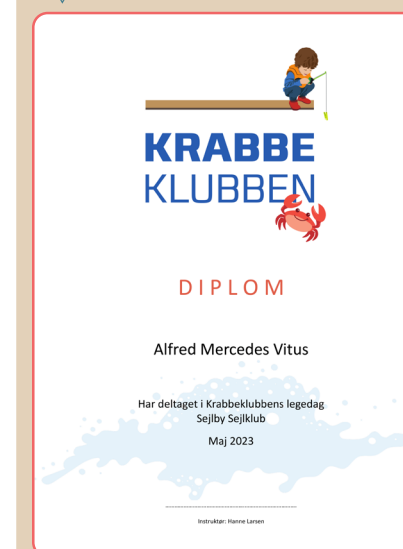 KRABBE
KLUBBEN
DIPLOM
Alfred Mercedes Vitus
Har deltaget i Krabbeklubbens legedag
Sejlby Sejlklub
Maj 2023
Instruktør: Hanne Larsen